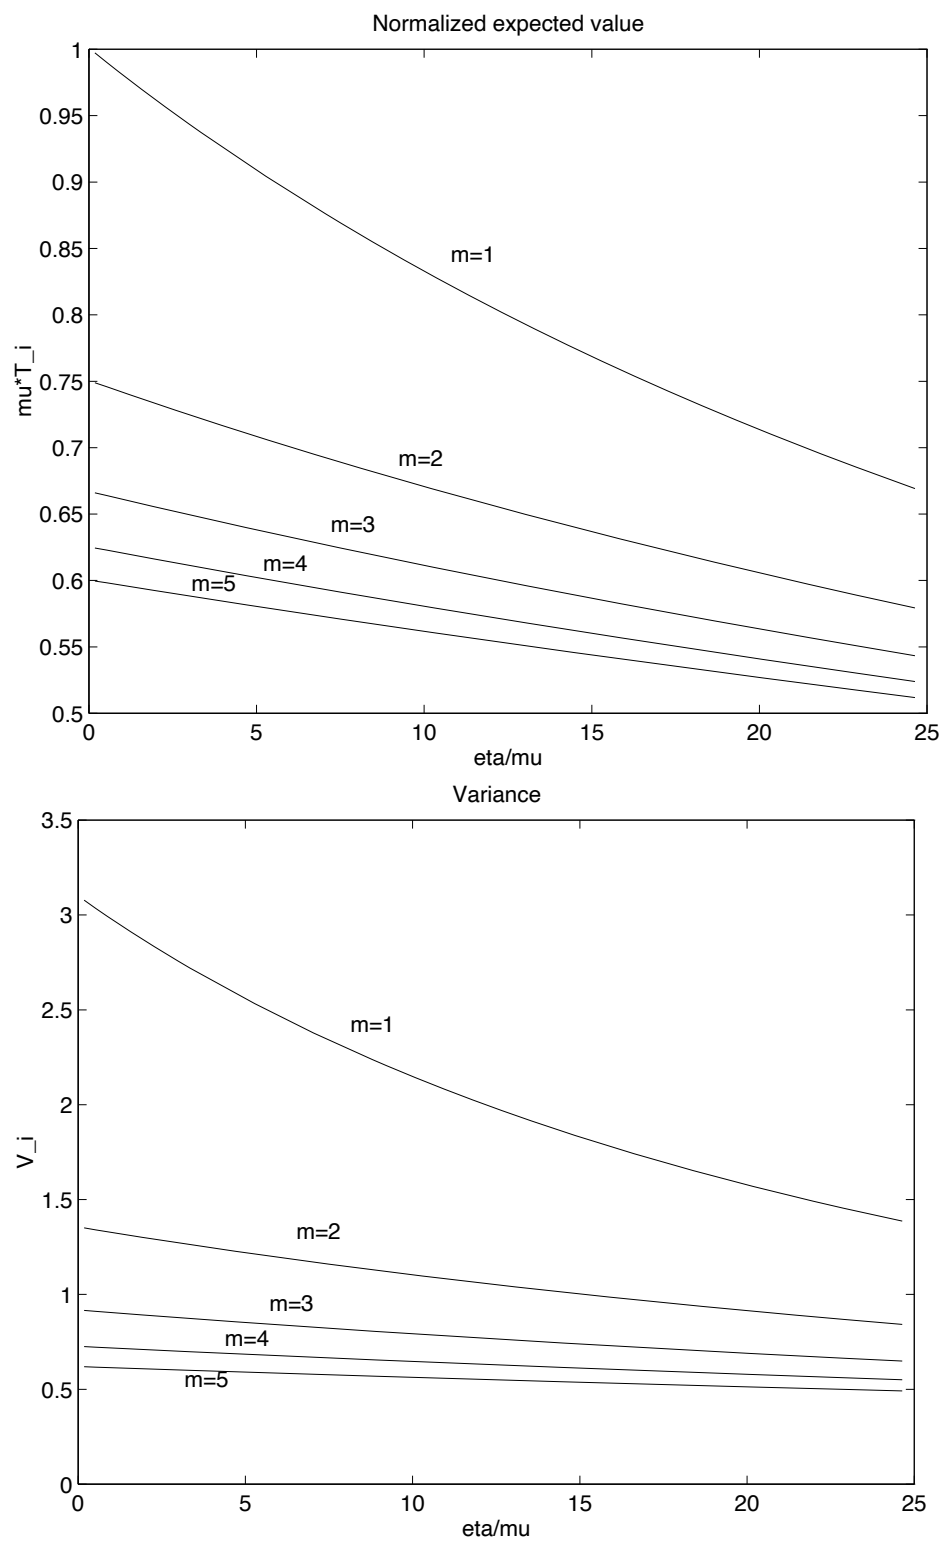 Normalized expected value
1
0.95
0.9
0.85
0.8
0.75
0.7
0.65
0.6
0.55
0.5
mu*T_i
m=1
m=2
m=3
m=4
m=5
0 5 10 15 20 25
eta/mu
Variance
3.5
3
2.5
2
1.5
1
0.5
0
V_i
m=1
m=2
m=3
m=4
m=5
0 5 10 15 20 25
eta/mu